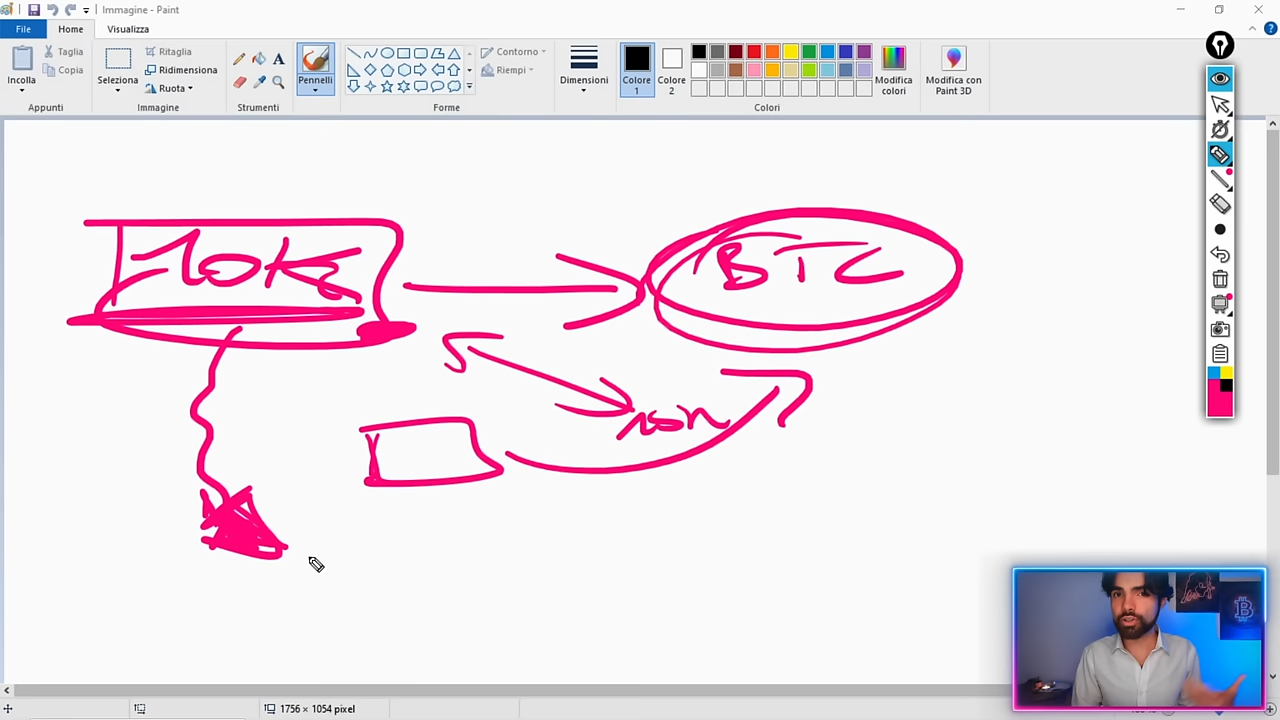 Immagine - Paint
File Home Visualizza
Incolla
Taglia
Copia
Appunti
Seleziona
Ritaglia
Ridimensiona
Ruota
Immagine
Strumenti
Pennelli
Contorno
Riempi
Forme
Dimensioni
Colore
1
Colore
2
Modifica
colori
Colori
Modifica con
Paint 3D
BTC
1756 × 1054 pixel